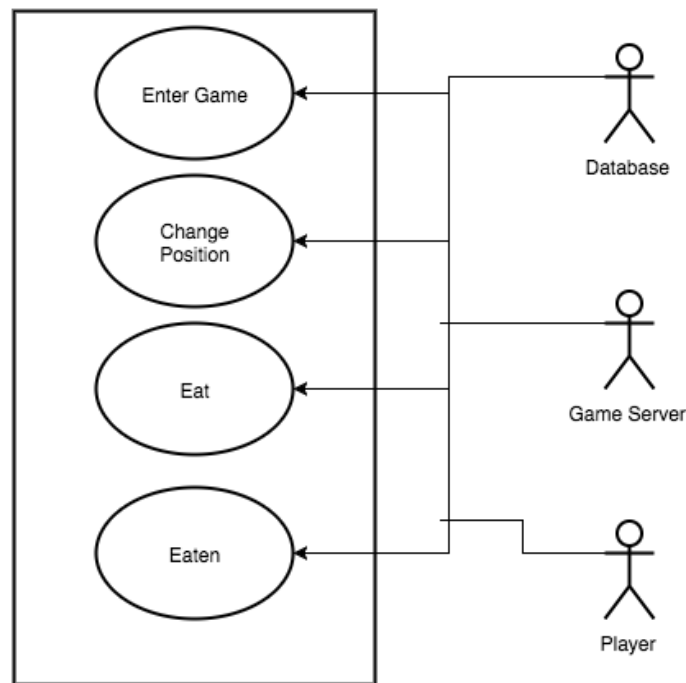 Enter Game
Database
Change
Position
Game Server
Eat
Eaten
Player